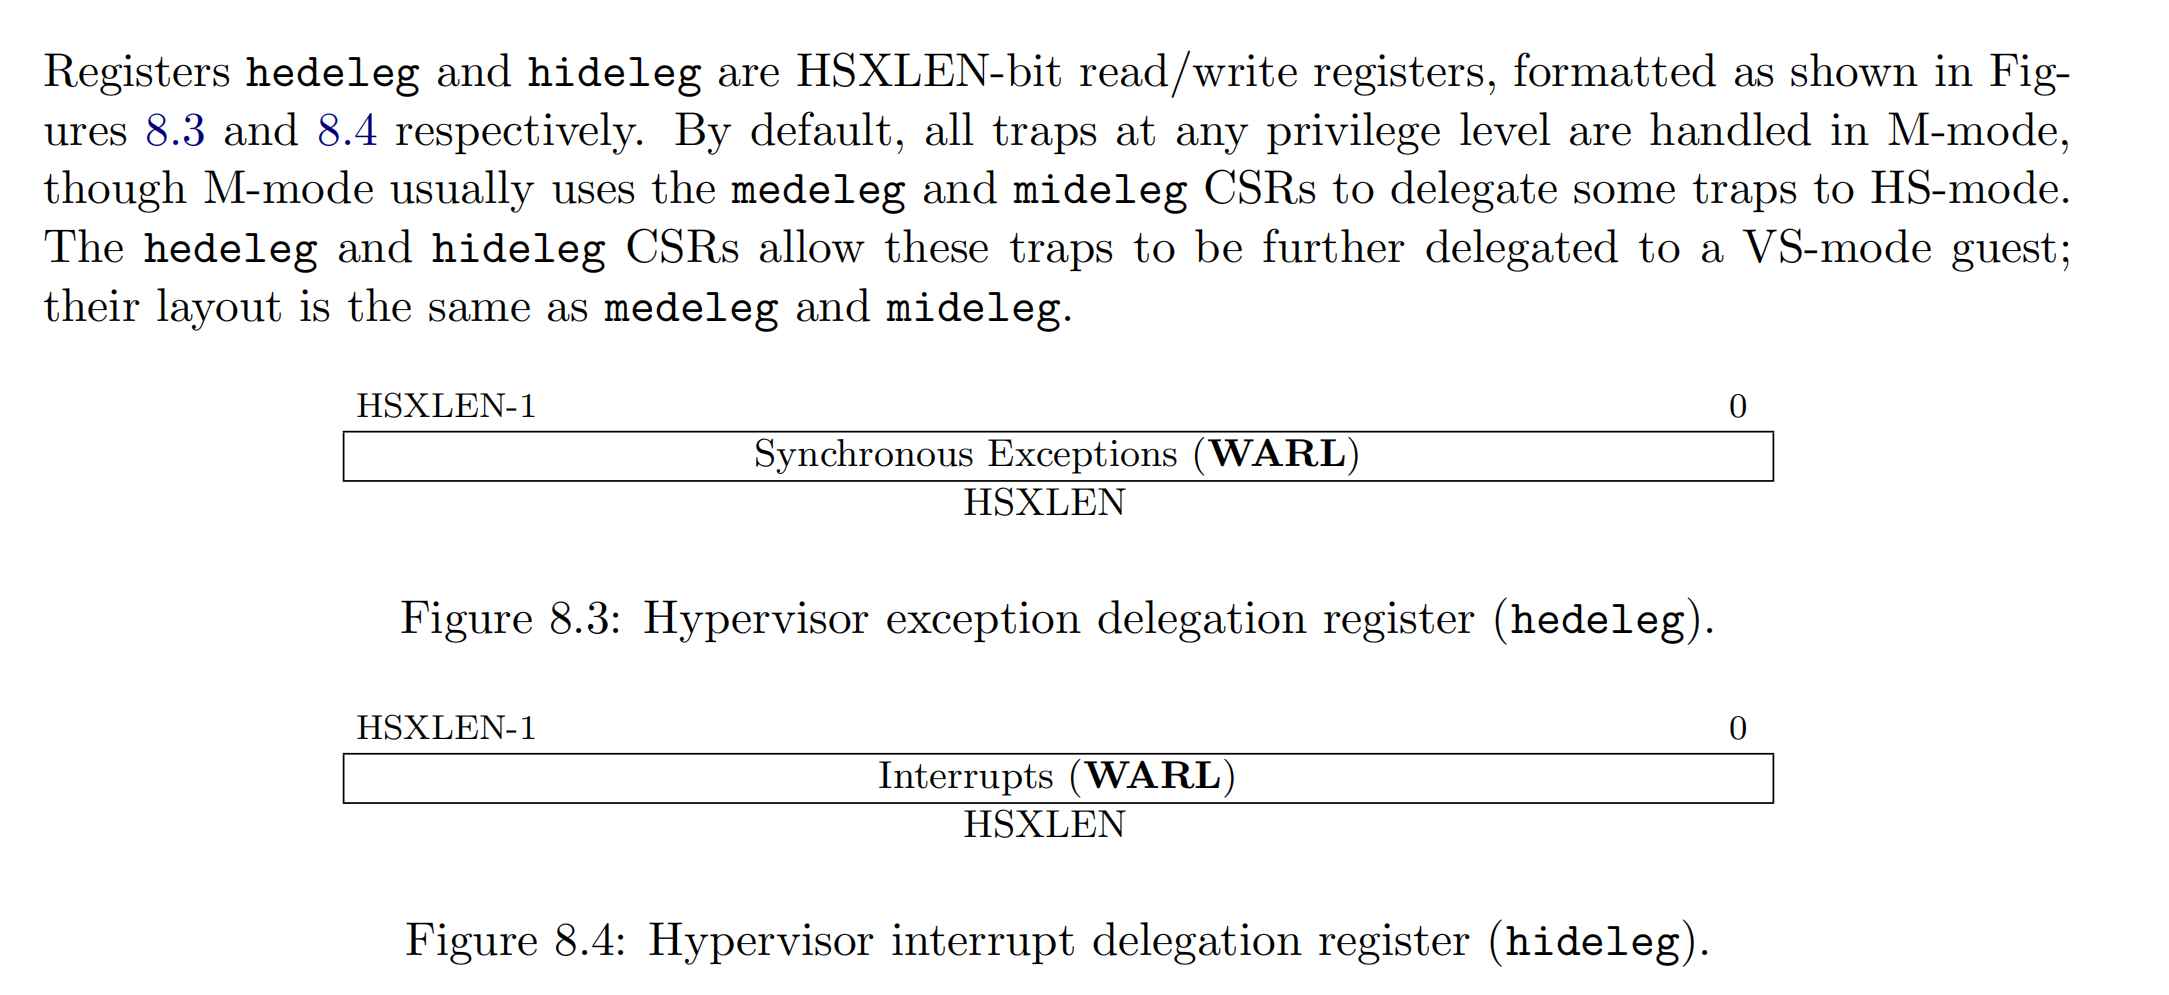 Registers hedeleg and hideleg are HSXLEN-bit read/write registers, formatted as shown in Fig-
ures 8.3 and 8.4 respectively. By default, all traps at any privilege level are handled in M-mode,
though M-mode usually uses the medeleg and mideleg CSRs to delegate some traps to HS-mode.
The hedeleg and hideleg CSRs allow these traps to be further delegated to a VS-mode guest;
their layout is the same as medeleg and mideleg.
HSXLEN-1 0
Synchronous Exceptions (WARL)
HSXLEN
Figure 8.3: Hypervisor exception delegation register (hedeleg).
HSXLEN-1 0
Interrupts (WARL)
HSXLEN
Figure 8.4: Hypervisor interrupt delegation register (hideleg).